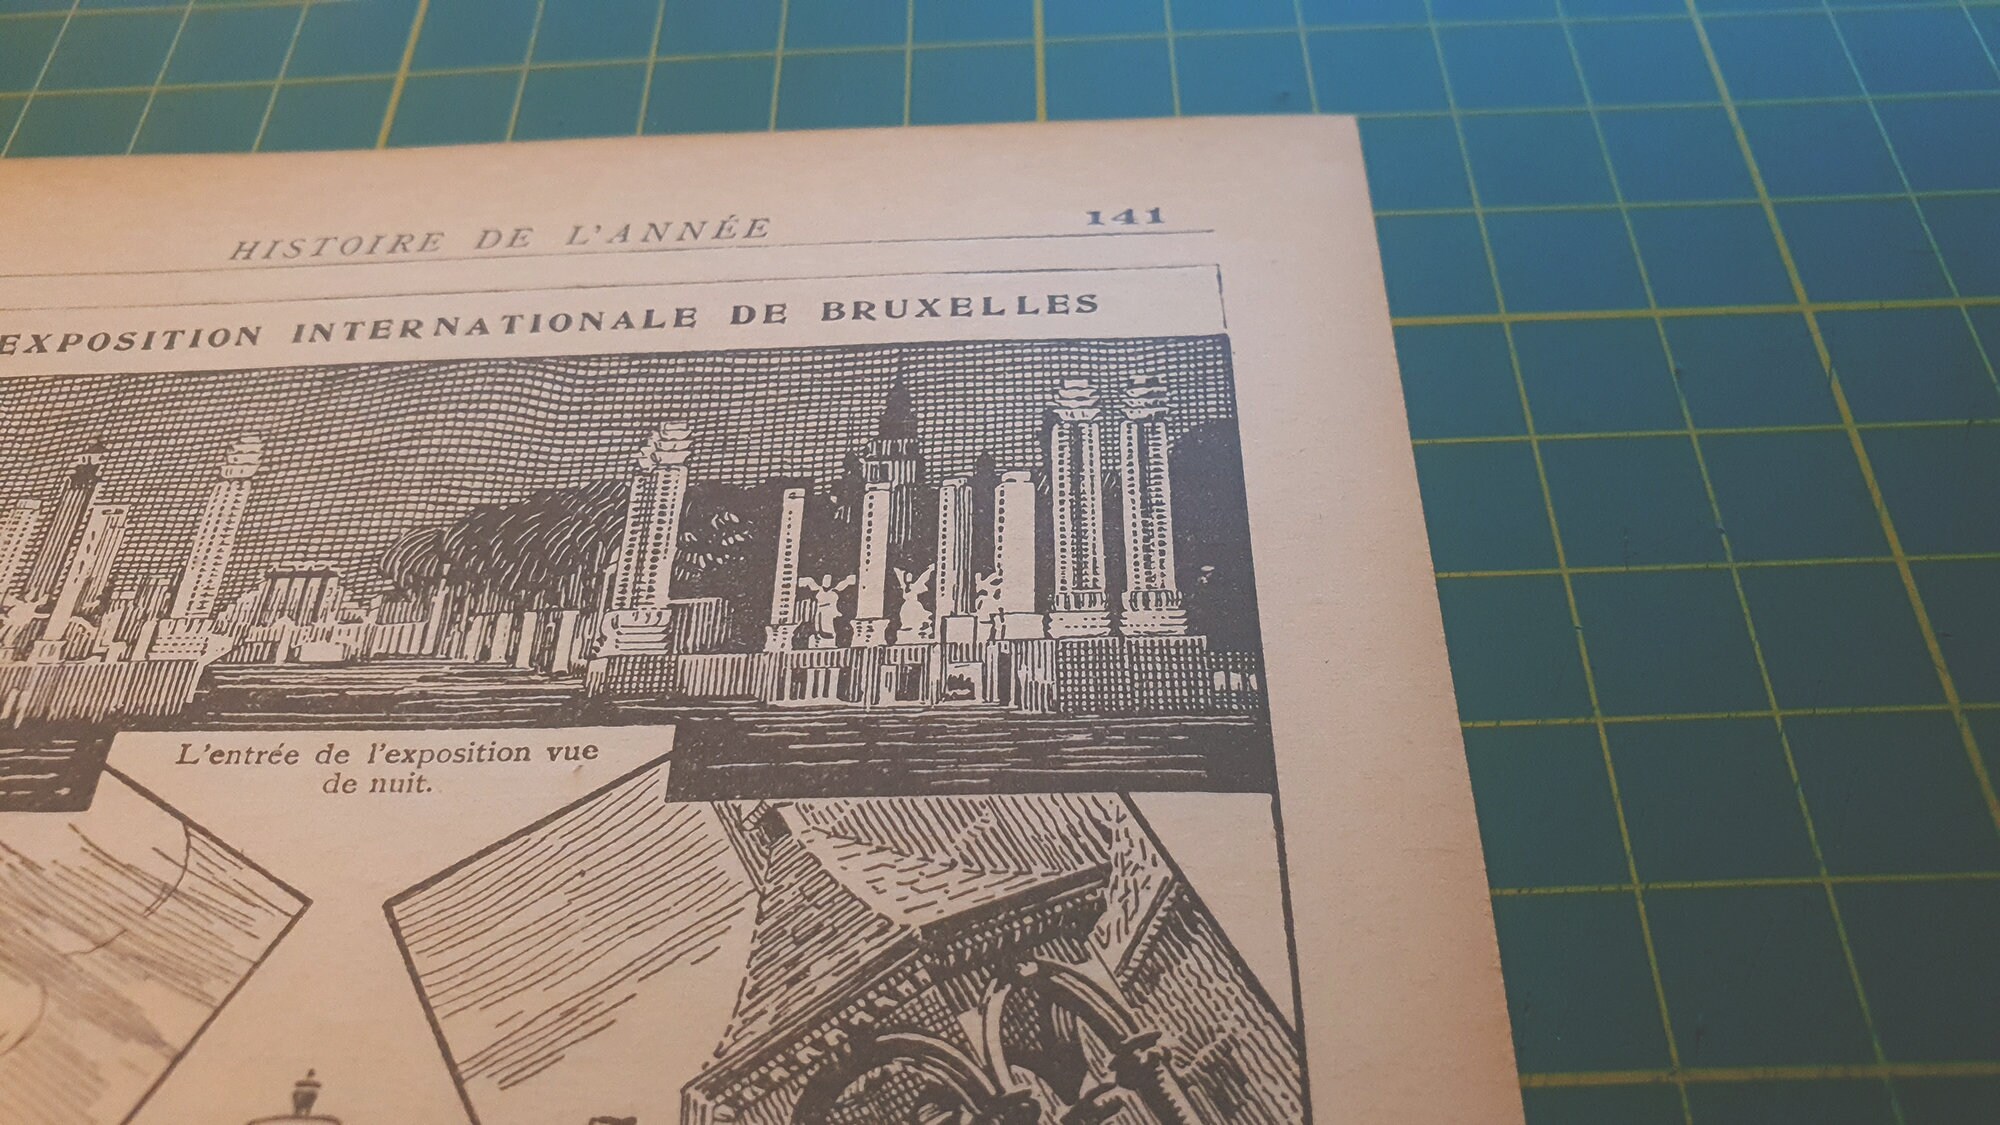 HISTOIRE DE L'ANNÉE 141
EXPOSITION INTERNATIONALE DE BRUXELLES
L'entrée de l'exposition vue
de nuit.